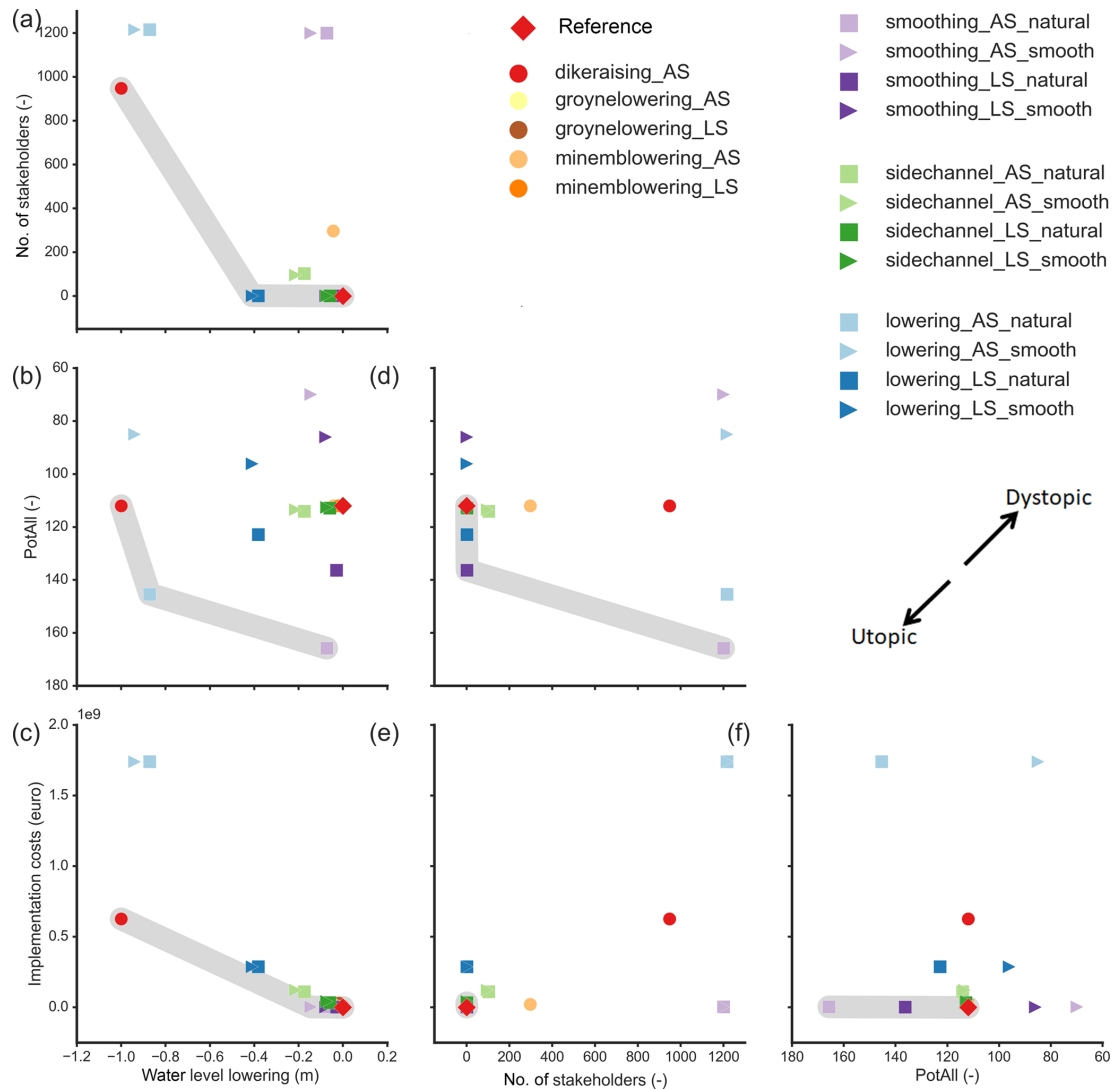 (a)
1200
1000
800
600
400
200
0
No. of stakeholders (-)
Reference
dikeraising_AS
groynelowering_AS
groynelowering_LS
minemblowering_AS
minemblowering_LS
smoothing_AS_natural
smoothing_AS_smooth
smoothing_LS_natural
smoothing_LS_smooth
sidechannel_AS_natural
sidechannel_AS_smooth
sidechannel_LS_natural
sidechannel_LS_smooth
lowering_AS_natural
lowering_AS_smooth
lowering_LS_natural
lowering_LS_smooth
(b)
60
80
100
120
140
160
180
PotAll (-)
(d)
Dystopic
Utopic
(c)
1e9
2.0
1.5
1.0
0.5
0.0
Implementation costs (euro)
−1.2 −1.0 −0.8 −0.6 −0.4 −0.2 0.0 0.2
Water level lowering (m)
(e)
0 200 400 600 800 1000 1200
No. of stakeholders (-)
(f)
180 160 140 120 100 80 60
PotAll (-)